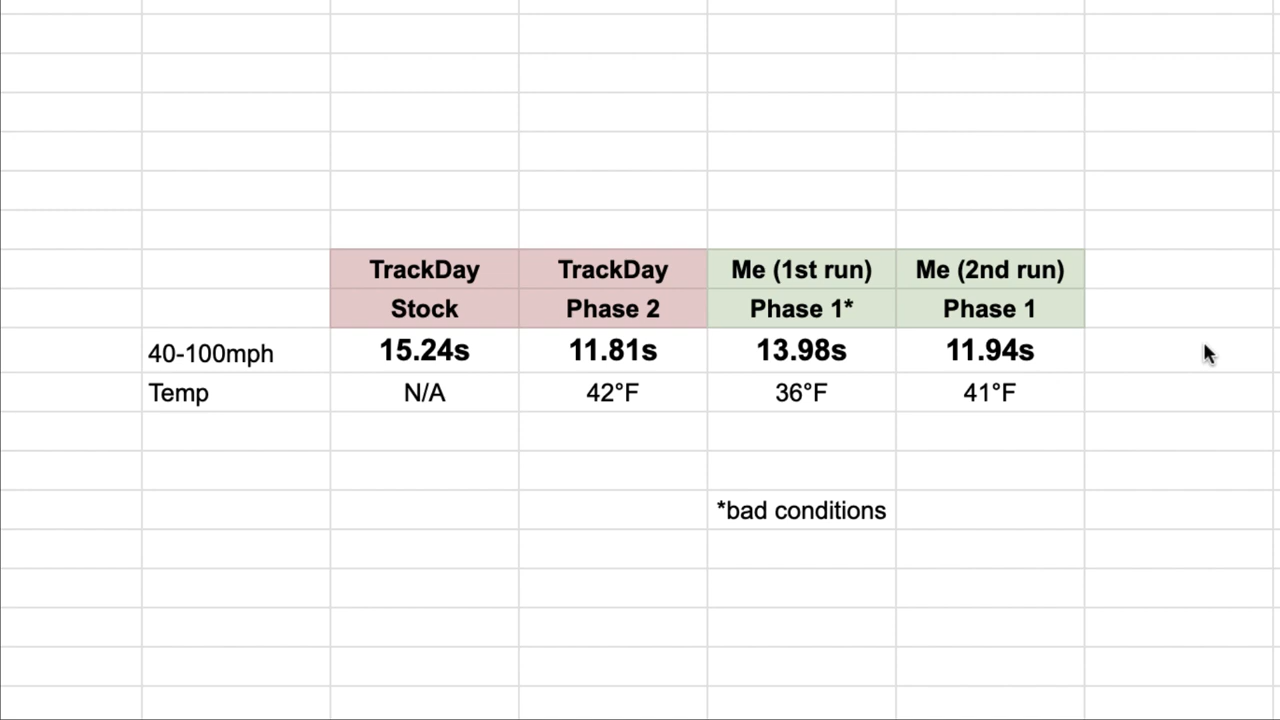 TrackDay TrackDay Me (1st run) Me (2nd run)
Stock Phase 2 Phase 1* Phase 1
40-100mph 15.24s 11.81s 13.98s 11.94s
Temp N/A 42°F 36°F 41°F
*bad conditions